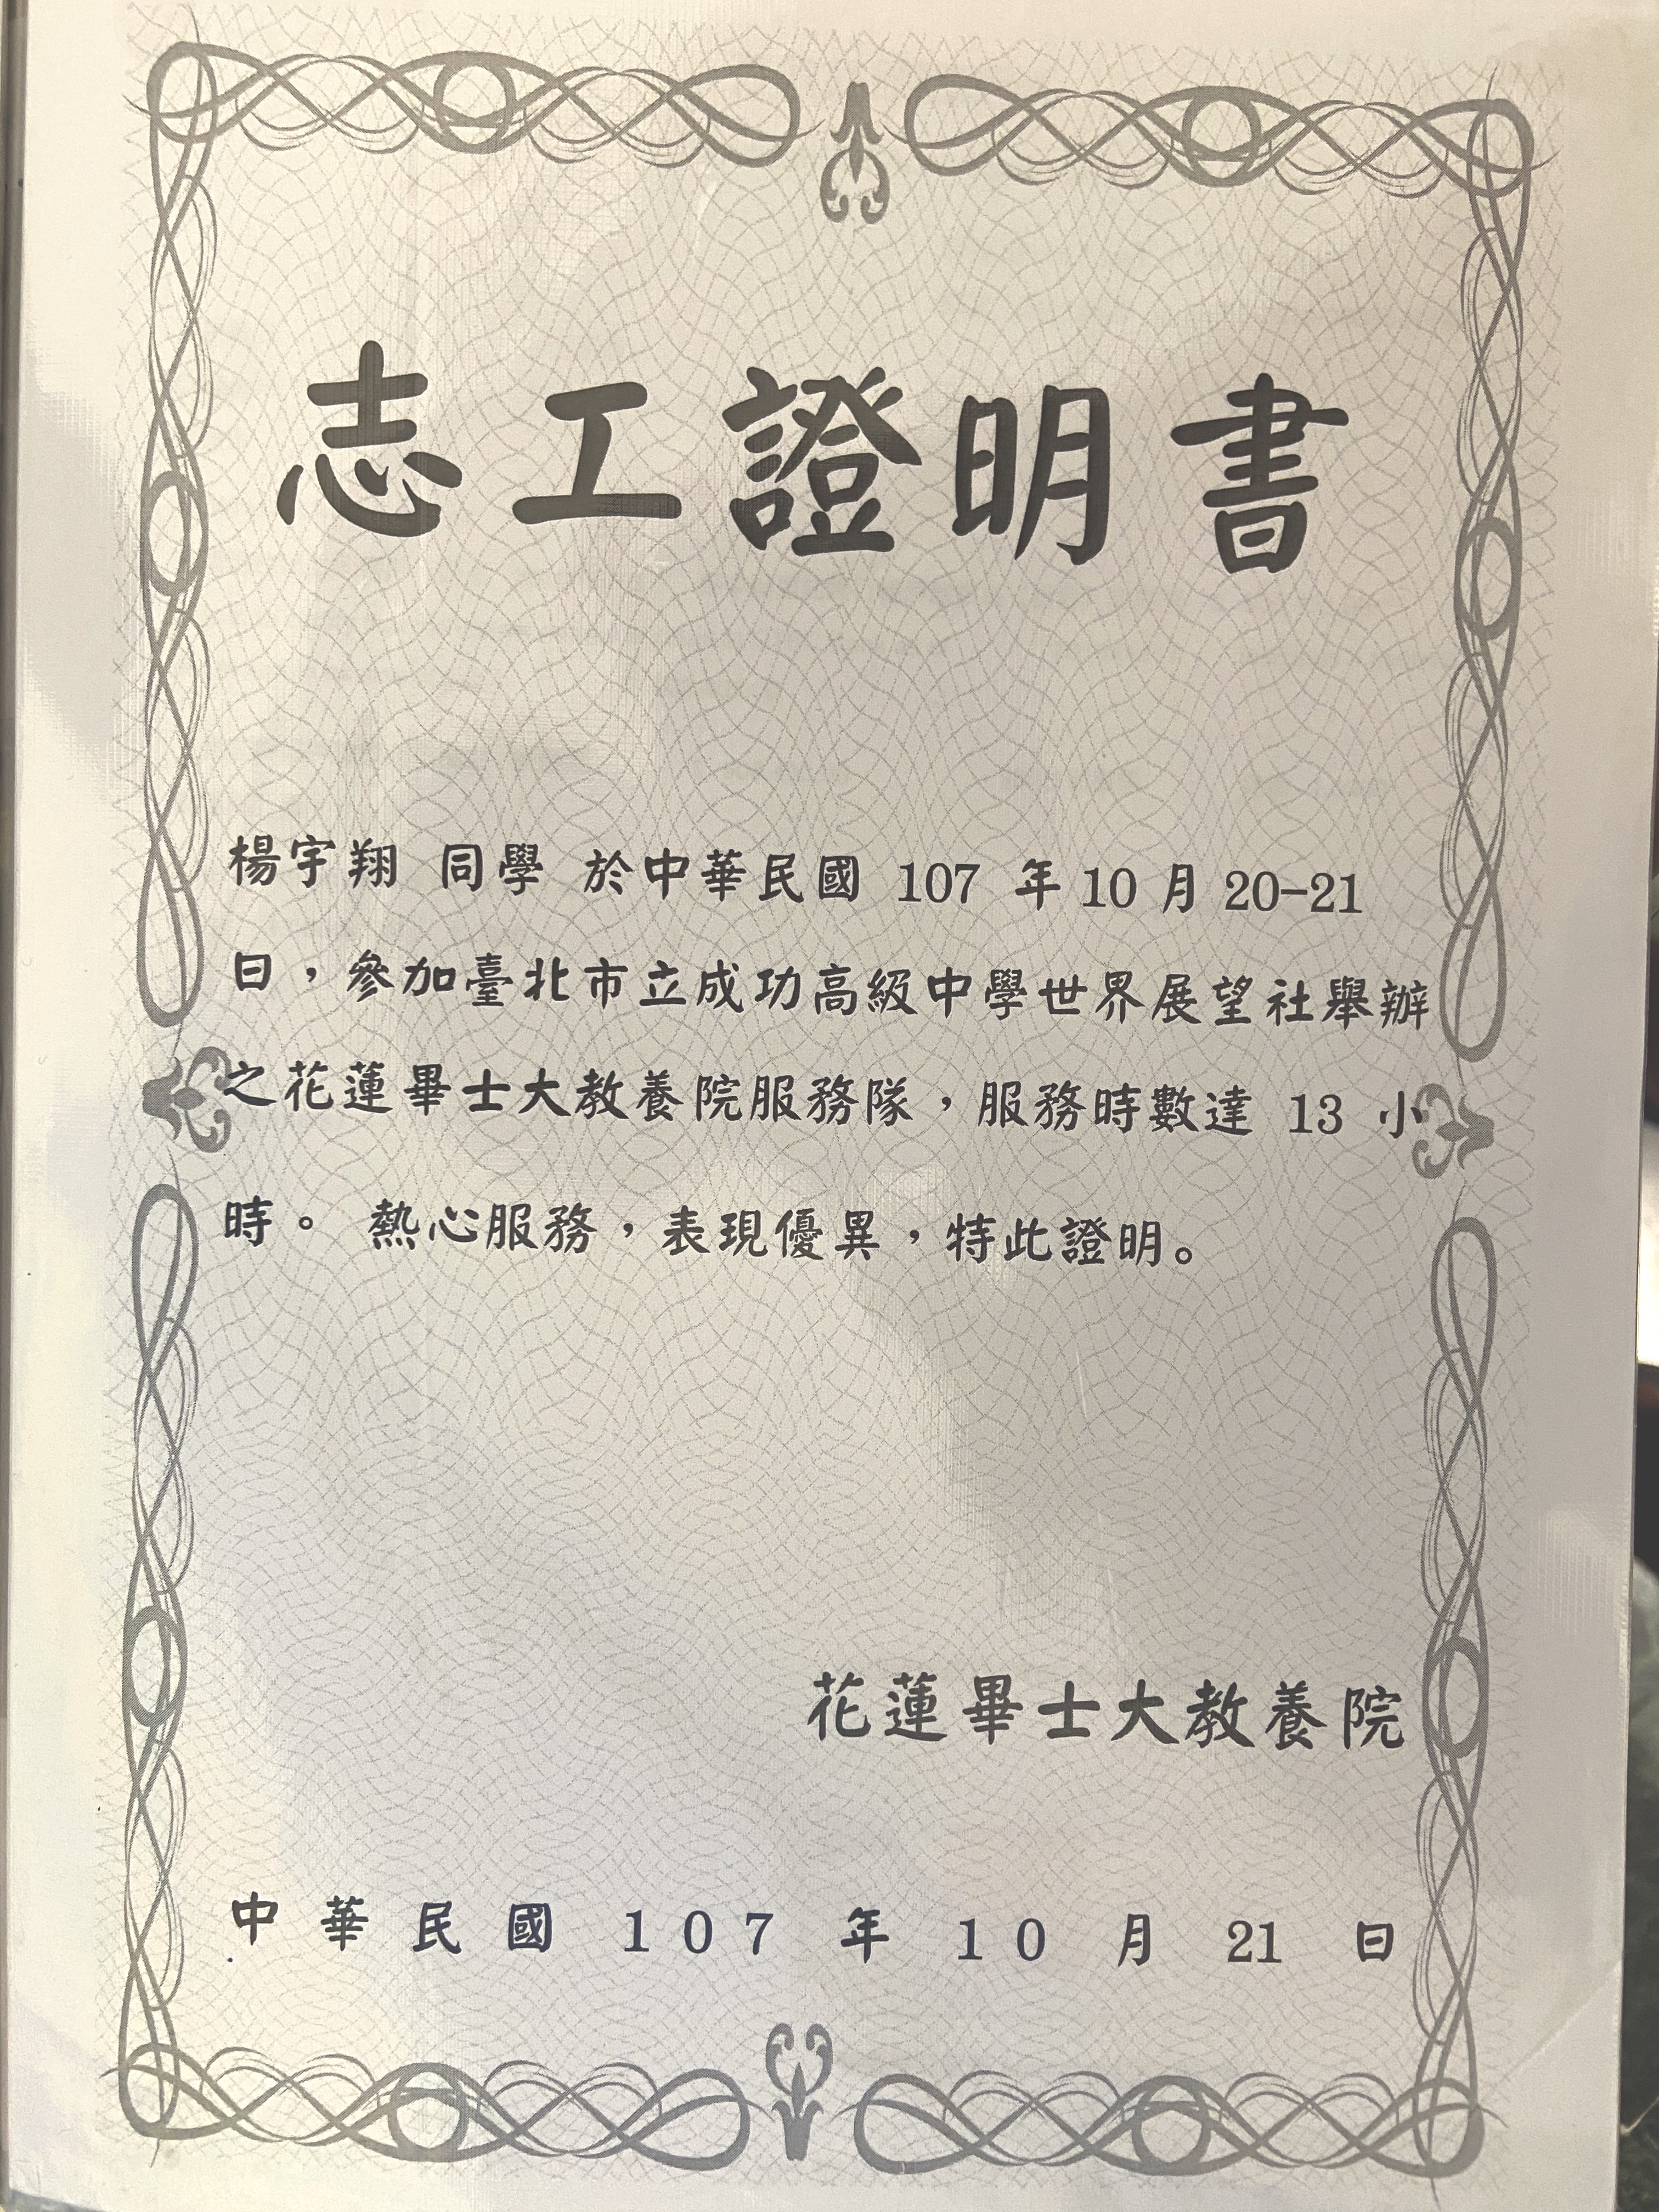 志工證明書
楊宇翔 同學 於中華民國 107 年 10 月 20-21
日，參加臺北市立成功高級中學世界展望社舉辦
之花蓮畢士大教養院服務隊，服務時數達 13 小
時。 熱心服務，表現優異，特此證明。
花蓮畢士大教養院
中華民國 107 年 10 月 21 日